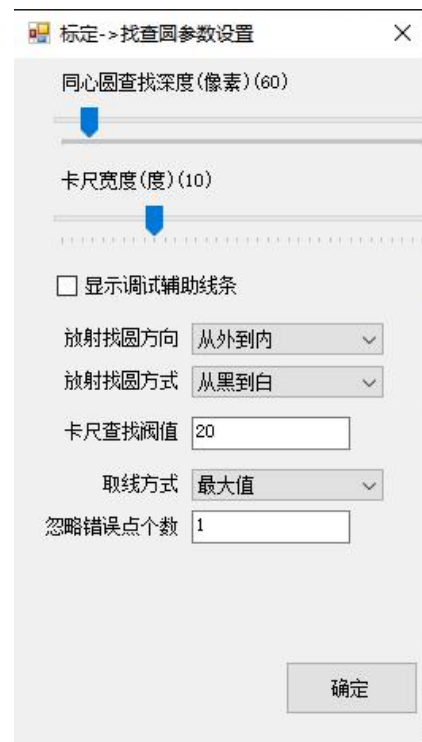 标定->找查圆参数设置
同心圆查找深度(像素)(60)
卡尺宽度(度)(10)
显示调试辅助线条
放射找圆方向 从外到内
放射找圆方式 从黑到白
卡尺查找阀值 20
取线方式 最大值
忽略错误点个数 1
确定